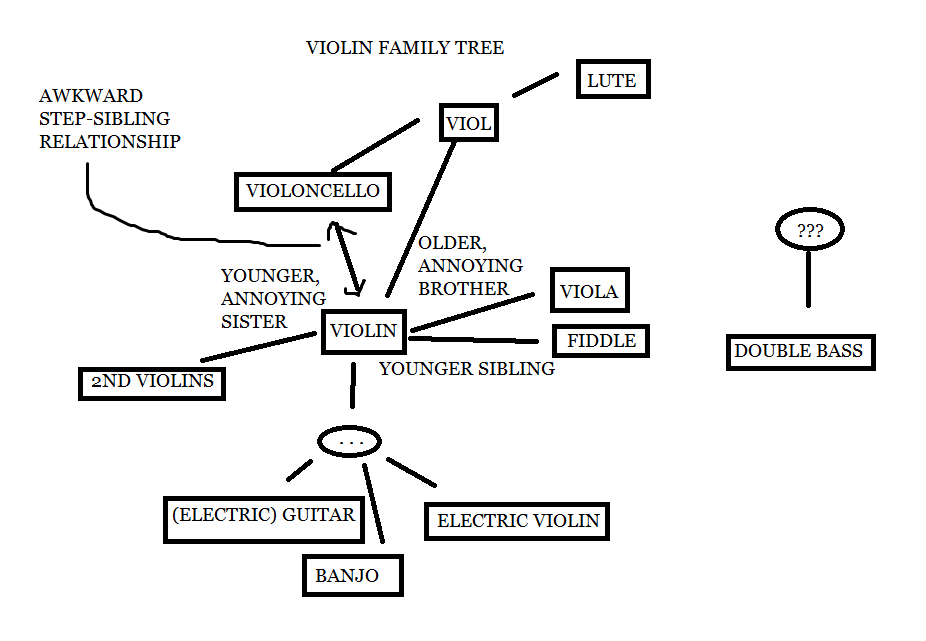 VIOLIN FAMILY TREE
LUTE
AWKWARD
STEP-SIBLING
RELATIONSHIP
VIOL
VIOLONCELLO
???
OLDER,
ANNOYING
BROTHER
YOUNGER,
ANNOYING
SISTER
VIOLA
VIOLIN
FIDDLE
DOUBLE BASS
YOUNGER SIBLING
2ND VIOLINS
...
(ELECTRIC) GUITAR
ELECTRIC VIOLIN
BANJO